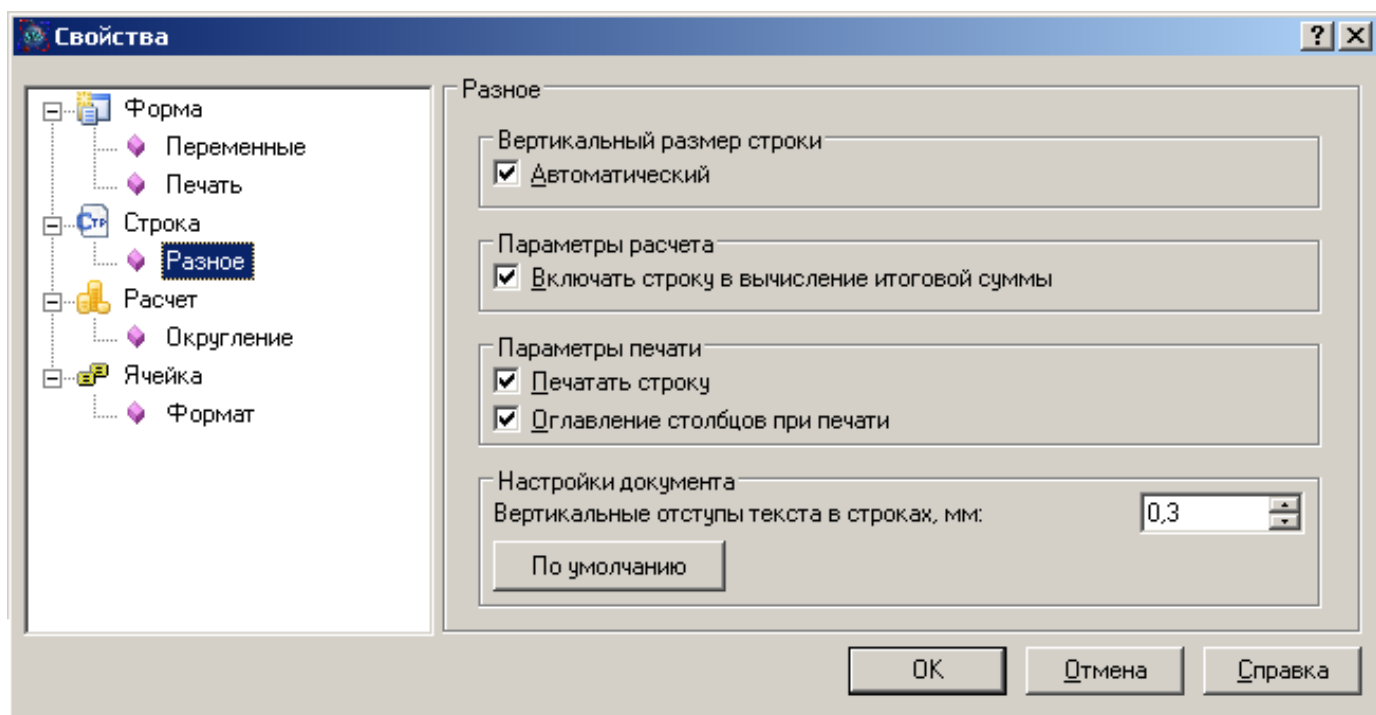 Свойства
Форма
Переменные
Печать
Строка
Разное
Расчет
Округление
Ячейка
Формат
Разное
Вертикальный размер строки
Автоматический
Параметры расчета
Включать строку в вычисление итоговой суммы
Параметры печати
Печатать строку
Оглавление столбцов при печати
Настройки документа
Вертикальные отступы текста в строках, мм: 0,3
По умолчанию
OK Отмена Справка